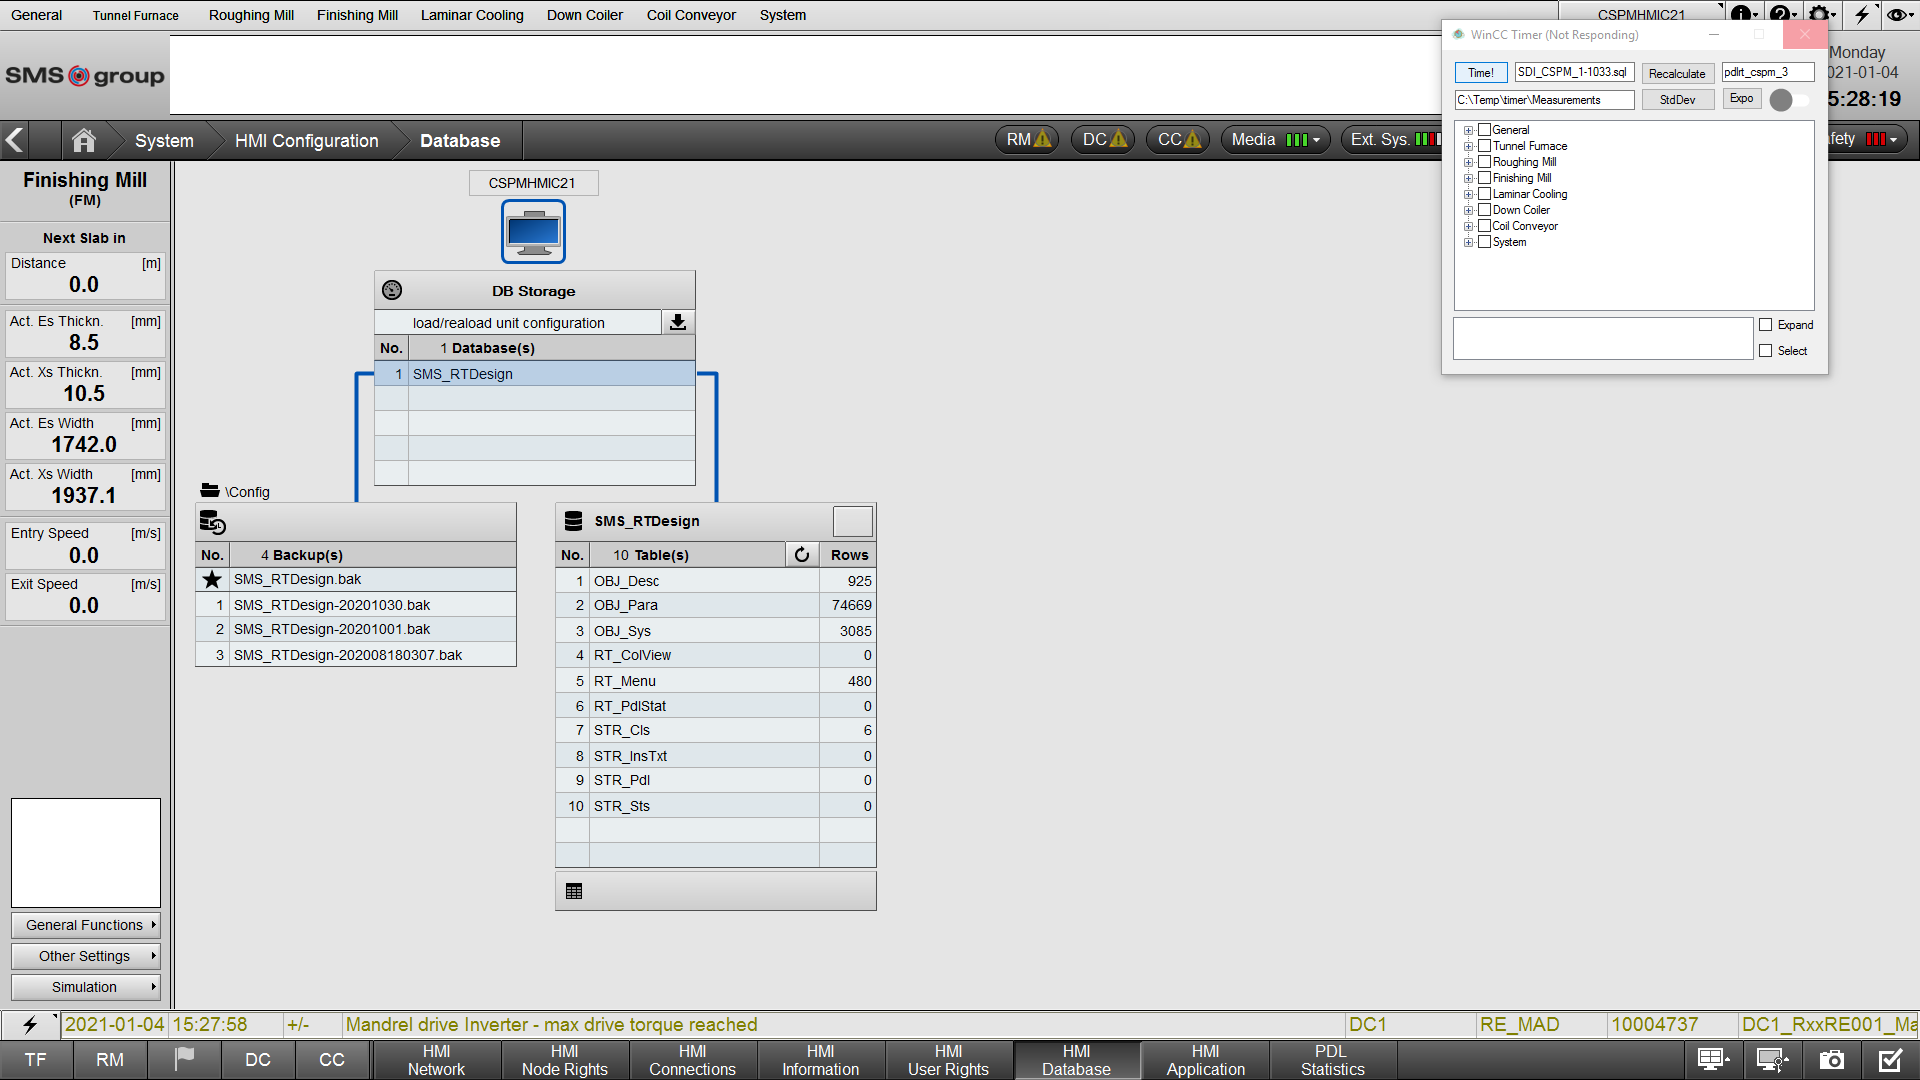 General Tunnel Furnace Roughing Mill Finishing Mill Laminar Cooling Down Coiler Coil Conveyor System CSPMHMIC21
SMS group
Monday
2021-01-04
5:28:19
System HMI Configuration Database RM DC CC Media Ext. Sys.
WinCC Timer (Not Responding)
Time! SDI_CSPM_1-1033.sql Recalculate pdlrt_cspm_3
C:\Temp\timer\Measurements StdDev Expo
General
Tunnel Furnace
Roughing Mill
Finishing Mill
Laminar Cooling
Down Coiler
Coil Conveyor
System
Expand
Select
Finishing Mill
(FM)
Next Slab in
Distance [m]
0.0
Act. Es Thickn. [mm]
8.5
Act. Xs Thickn. [mm]
10.5
Act. Es Width [mm]
1742.0
Act. Xs Width [mm]
1937.1
Entry Speed [m/s]
0.0
Exit Speed [m/s]
0.0
General Functions
Other Settings
Simulation
CSPMHMIC21
DB Storage
load/reaload unit configuration
No. 1 Database(s)
1 SMS_RTDesign
\Config
No. 4 Backup(s)
SMS_RTDesign.bak
1 SMS_RTDesign-20201030.bak
2 SMS_RTDesign-20201001.bak
3 SMS_RTDesign-202008180307.bak
SMS_RTDesign
No. 10 Table(s) Rows
1 OBJ_Desc 925
2 OBJ_Para 74669
3 OBJ_Sys 3085
4 RT_ColView 0
5 RT_Menu 480
6 RT_PdlStat 0
7 STR_Cls 6
8 STR_InsTxt 0
9 STR_Pdl 0
10 STR_Sts 0
2021-01-04 15:27:58 +/- Mandrel drive Inverter - max drive torque reached DC1 RE_MAD 10004737 DC1_RxxRE001_Ma
TF RM DC CC
HMI Network
HMI Node Rights
HMI Connections
HMI Information
HMI User Rights
HMI Database
HMI Application
PDL Statistics